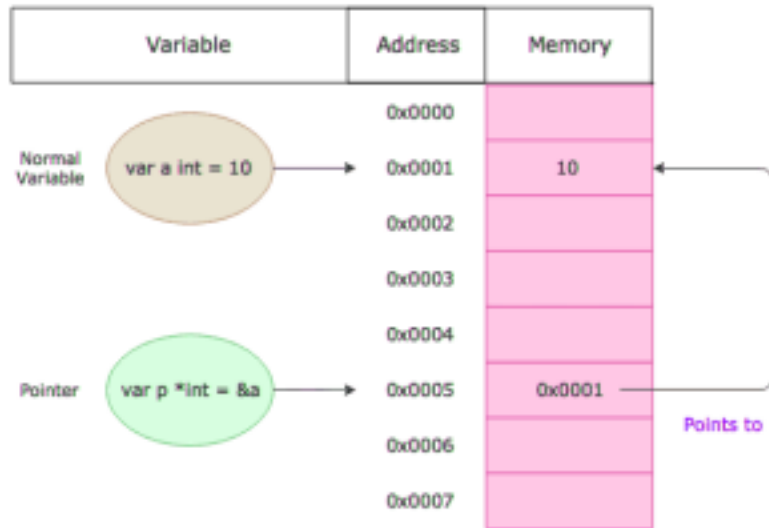 Variable Address Memory
0x0000
Normal
Variable
var a int = 10
0x0001
10
0x0002
0x0003
0x0004
Pointer
var p *int = &a
0x0005
0x0001
Points to
0x0006
0x0007